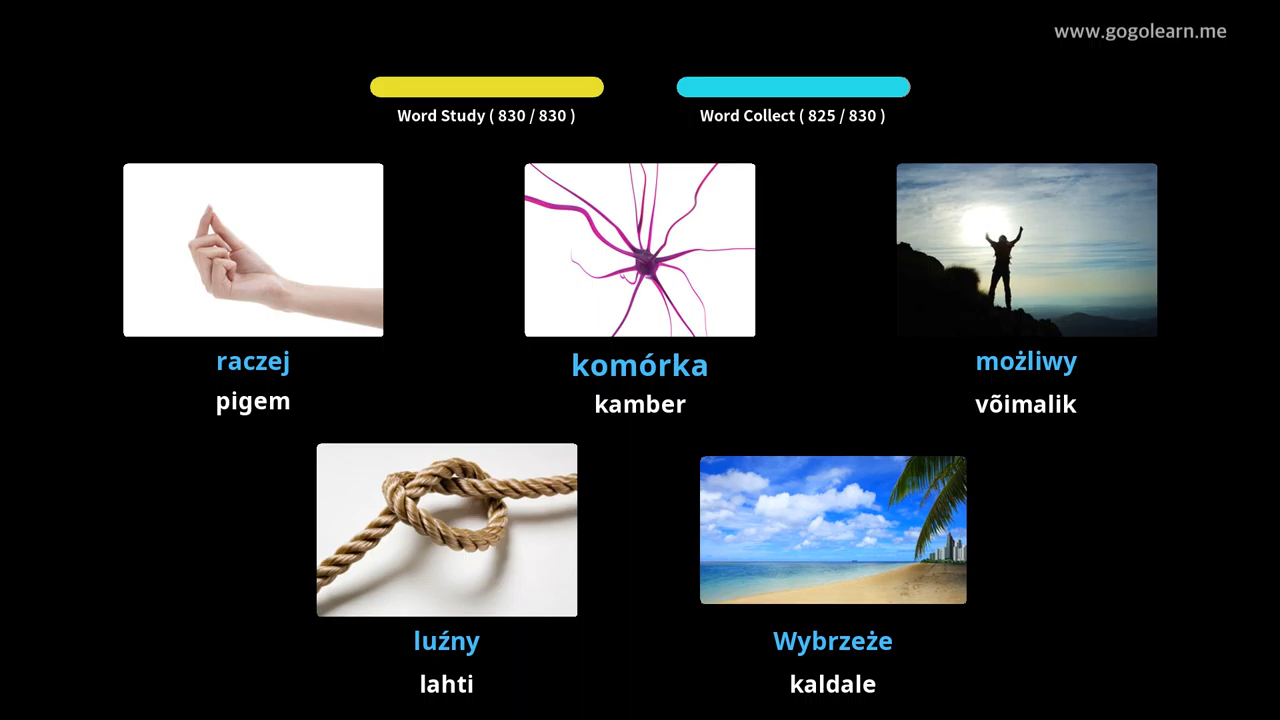 www.gogolearn.me
Word Study ( 830 / 830 )
Word Collect ( 825 / 830 )
raczej
pigem
komórka
kamber
możliwy
võimalik
luźny
lahti
Wybrzeże
kaldale